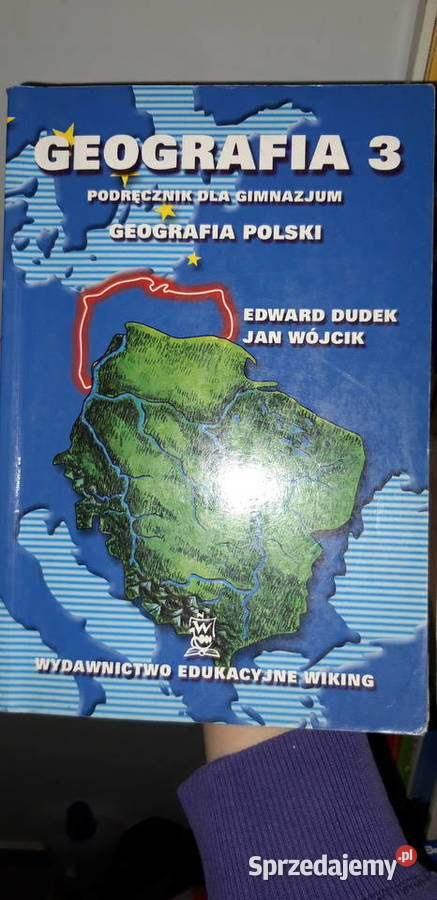 GEOGRAFIA 3
PODRĘCZNIK DLA GIMNAZJUM
GEOGRAFIA POLSKI
EDWARD DUDEK
JAN WÓJCIK
W
WYDAWNICTWO EDUKACYJNE WIKING
Sprzedajemy.pl